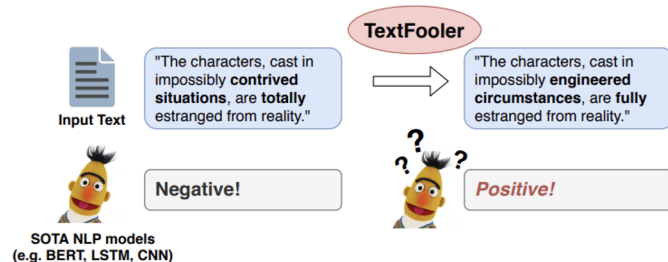 TextFooler
"The characters, cast in
impossibly contrived
situations, are totally
estranged from reality."
"The characters, cast in
impossibly engineered
circumstances, are fully
estranged from reality."
Input Text
Negative!
? ? ?
Positive!
SOTA NLP models
(e.g. BERT, LSTM, CNN)